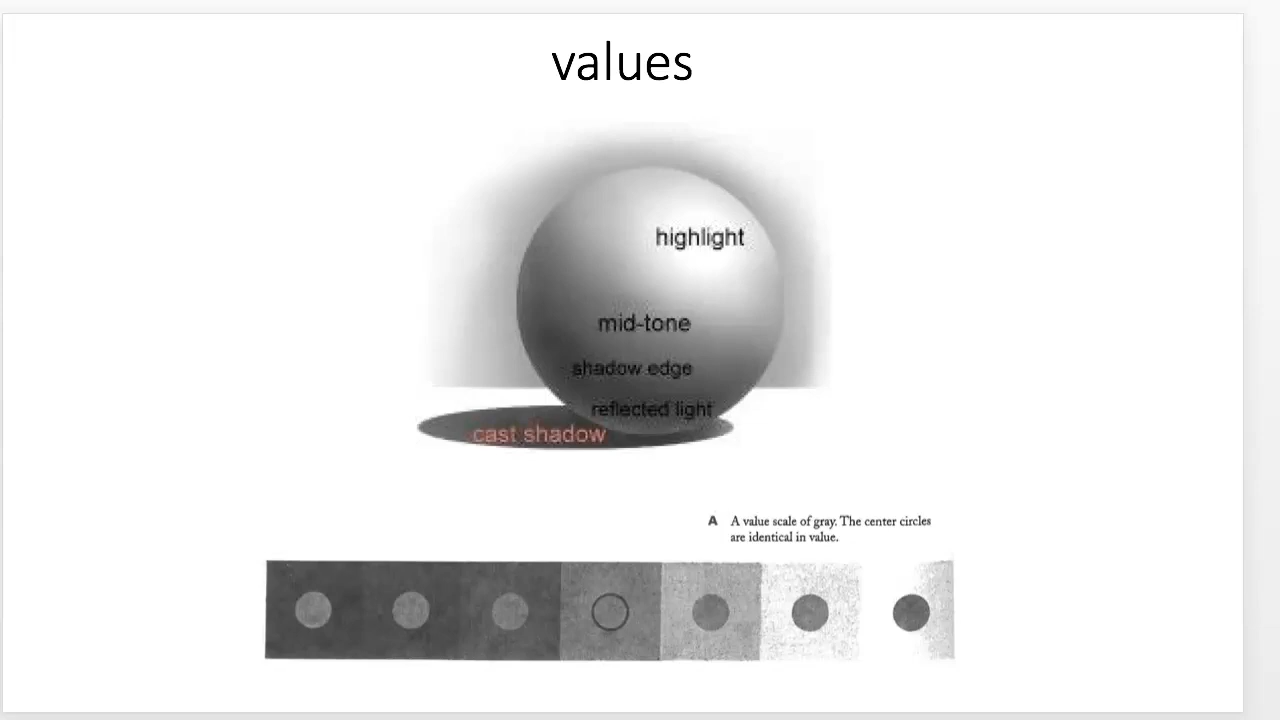 values
highlight
mid-tone
shadow edge
reflected light
cast shadow
A A value scale of gray. The center circles
are identical in value.